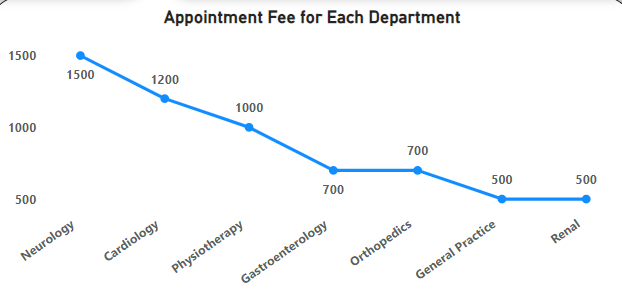 Appointment Fee for Each Department
1500
1000
500
1500
1200
1000
700
700
500
500
Neurology
Cardiology
Physiotherapy
Gastroenterology
Orthopedics
General Practice
Renal